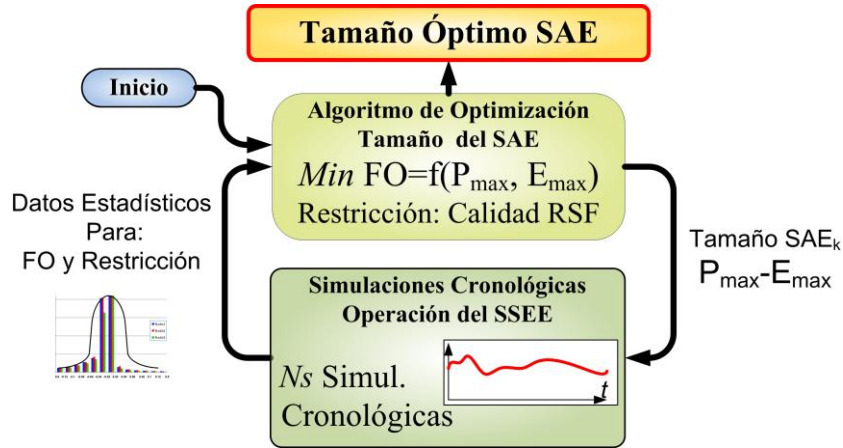 Tamaño Óptimo SAE
Inicio
Algoritmo de Optimización
Tamaño del SAE
Min FO=f(Pmax, Emax)
Restricción: Calidad RSF
Datos Estadísticos
Para:
FO y Restricción
Tamaño SAEk
Pmax-Emax
Simulaciones Cronológicas
Operación del SSEE
Ns Simul.
Cronológicas
t